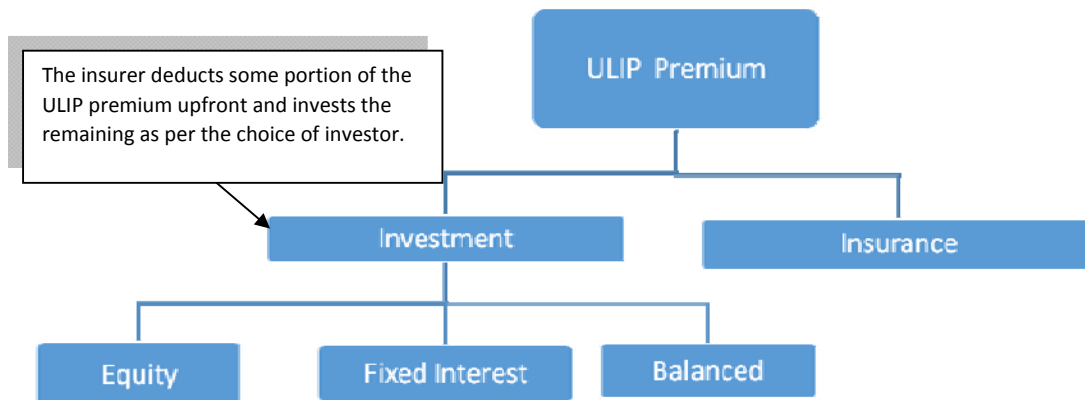 ULIP Premium
The insurer deducts some portion of the
ULIP premium upfront and invests the
remaining as per the choice of investor.
Investment
Insurance
Equity
Fixed Interest
Balanced